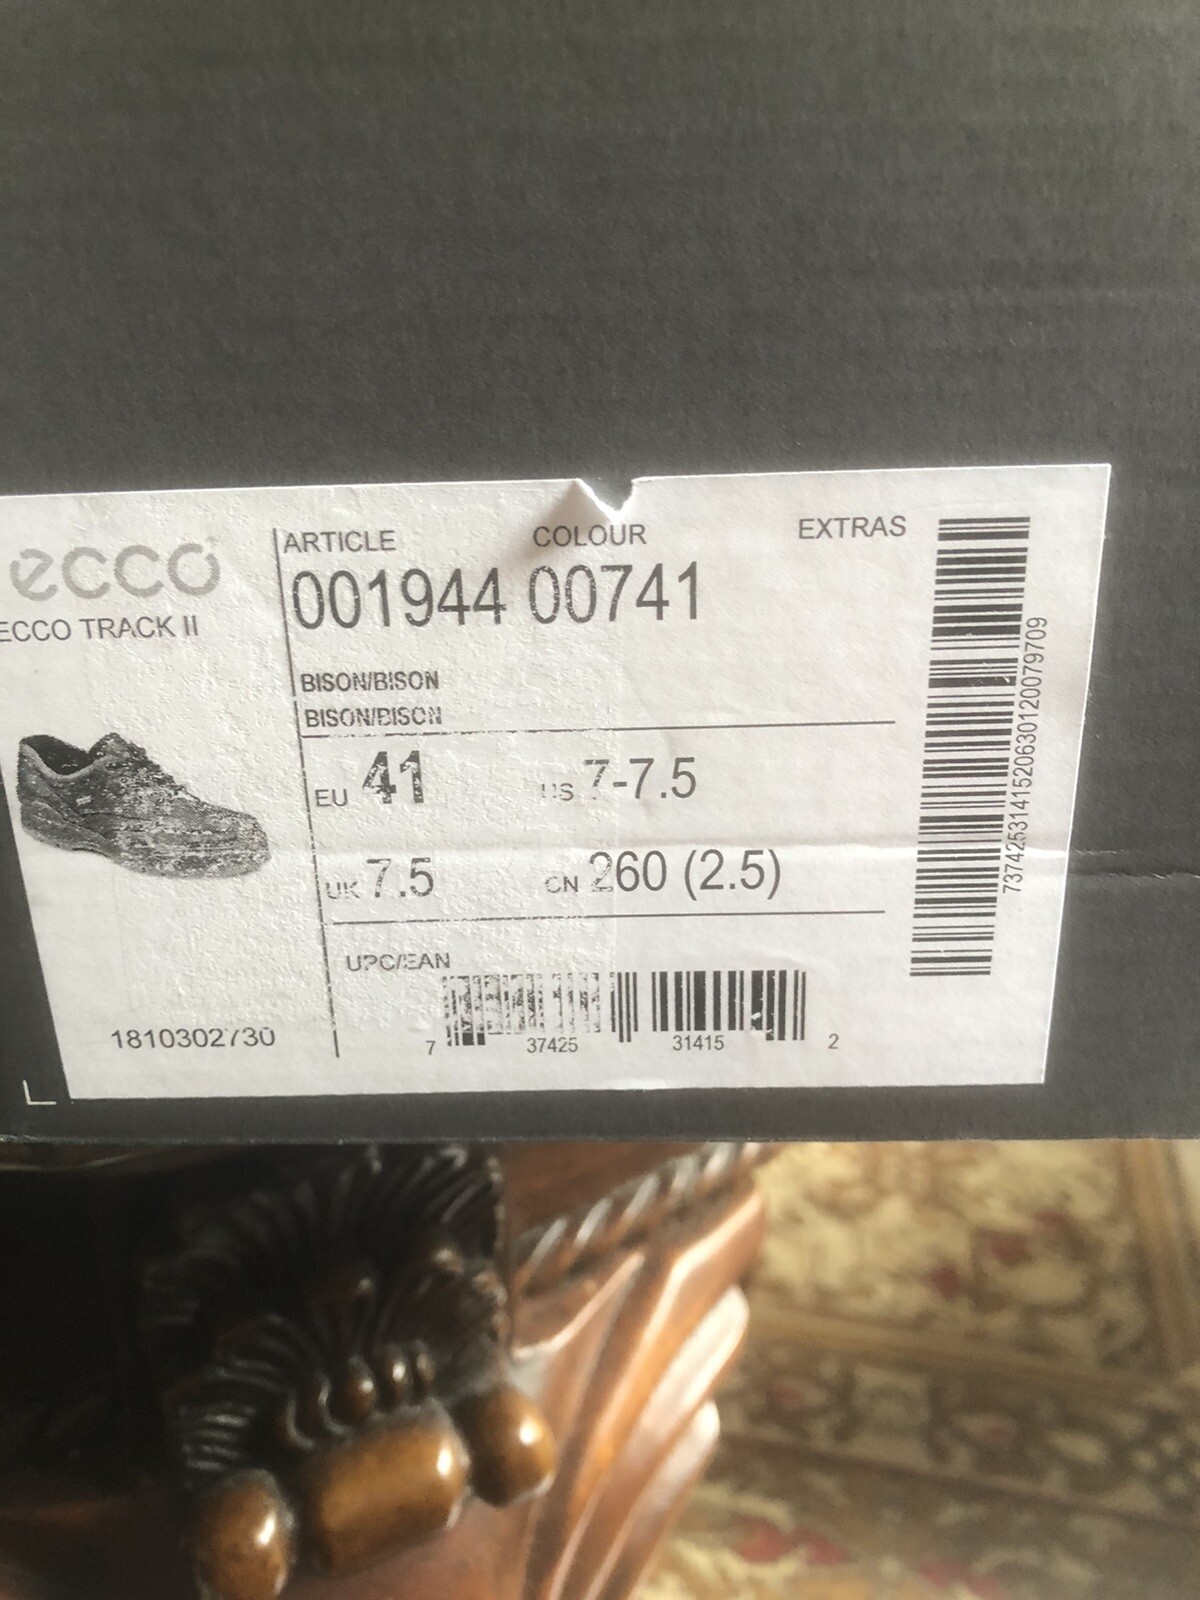 ecco
ECCO TRACK II
ARTICLE COLOUR EXTRAS
001944 00741
BISON/BISON
BISON/BISON
EU 41 US 7-7.5
UK 7.5 CN 260 (2.5)
UPC/EAN
7 37425 31415 2
1810302730
7374253141520630120079709